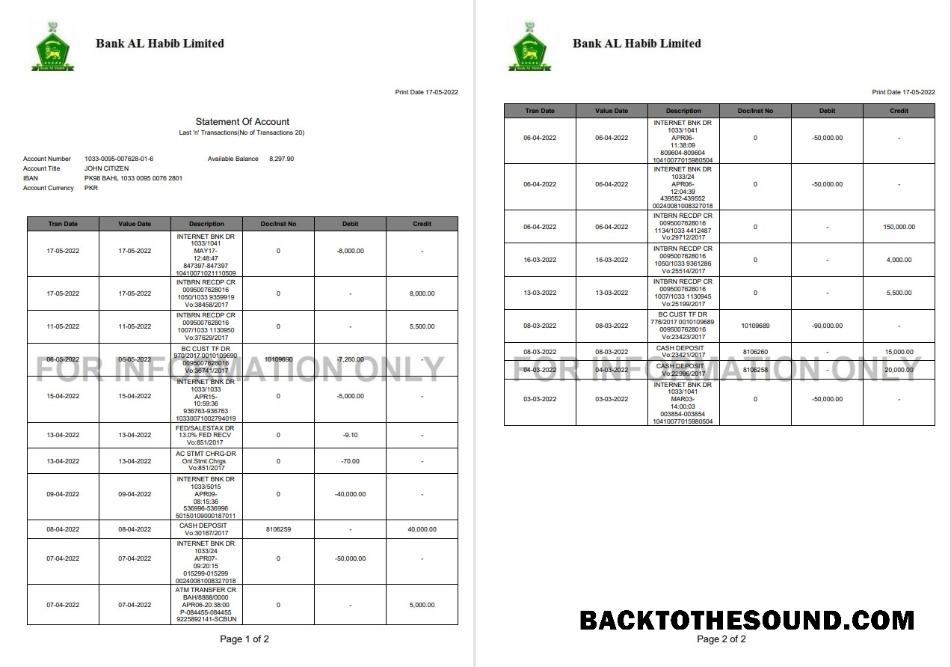 Bank AL Habib Limited
Print Date 17-05-2022
Statement Of Account
Last 'n' Transactions(No of Transactions 20)
Account Number 1033-0095-007628-01-6 Available Balance 8,297.90
Account Title JOHN CITIZEN
IBAN PK98 BAHL 1033 0095 0076 2801
Account Currency PKR
Tran Date Value Date Description Doc/Inst No Debit Credit
INTERNET BNK DR
1033/1041
MAY17-
17-05-2022 17-05-2022 0 -8,000.00 -
12:48:47
847397-847397
10410071021110509
INTBRN RECDP CR
0095007628016
17-05-2022 17-05-2022 0 - 8,000.00
1050/1033 9359919
Vo:38458/2017
INTBRN RECDP CR
0095007628016
11-05-2022 11-05-2022 0 - 5,500.00
1007/1033 1130950
Vo:37629/2017
BC CUST TF DR
970/2017 0010109690
06-05-2022 06-05-2022 10109690 -7,260.00 -
0095007628016
Vo:36741/2017
FOR INFORMATION ONLY
INTERNET BNK DR
1033/1033
APR15-
15-04-2022 15-04-2022 0 -5,000.00 -
10:59:36
936763-936763
10330071002794019
FED/SALESTAX DR
13-04-2022 13-04-2022 13.0% FED RECV 0 -9.10 -
Vo:851/2017
AC STMT CHRG-DR
13-04-2022 13-04-2022 Onl.Stmt.Chrgs 0 -70.00 -
Vo:851/2017
INTERNET BNK DR
1033/5015
APR09-
09-04-2022 09-04-2022 0 -40,000.00 -
08:15:36
536996-536996
50150109000187011
CASH DEPOSIT
08-04-2022 08-04-2022 8106259 - 40,000.00
Vo:30187/2017
INTERNET BNK DR
1033/24
APR07-
07-04-2022 07-04-2022 0 -50,000.00 -
09:20:15
015299-015299
00240081008327018
ATM TRANSFER CR
BAH/8888/0000
07-04-2022 07-04-2022 APR06-20:38:00 0 - 5,000.00
P-084455-084455
9225892141-SCBUN
Page 1 of 2
Bank AL Habib Limited
Print Date 17-05-2022
Tran Date Value Date Description Doc/Inst No Debit Credit
INTERNET BNK DR
1033/1041
APR06-
06-04-2022 06-04-2022 0 -50,000.00 -
11:38:09
809604-809604
10410077015980504
INTERNET BNK DR
1033/24
APR06-
06-04-2022 06-04-2022 0 -50,000.00 -
12:04:39
439552-439552
00240081008327018
INTBRN RECDP CR
0095007628016
06-04-2022 06-04-2022 0 - 150,000.00
1134/1033 4412487
Vo:29712/2017
INTBRN RECDP CR
0095007628016
16-03-2022 16-03-2022 0 - 4,000.00
1050/1033 9361286
Vo:25514/2017
INTBRN RECDP CR
0095007628016
13-03-2022 13-03-2022 0 - 5,500.00
1007/1033 1130945
Vo:25199/2017
BC CUST TF DR
776/2017 0010109689
08-03-2022 08-03-2022 10109689 -90,000.00 -
0095007628016
Vo:23423/2017
CASH DEPOSIT
08-03-2022 08-03-2022 8106260 - 15,000.00
Vo:23421/2017
CASH DEPOSIT
04-03-2022 04-03-2022 8106258 - 20,000.00
Vo:22996/2017
FOR INFORMATION ONLY
INTERNET BNK DR
1033/1041
MAR03-
03-03-2022 03-03-2022 0 -50,000.00 -
14:00:03
003854-003854
10410077015980504
BACKTOTHESOUND.COM
Page 2 of 2